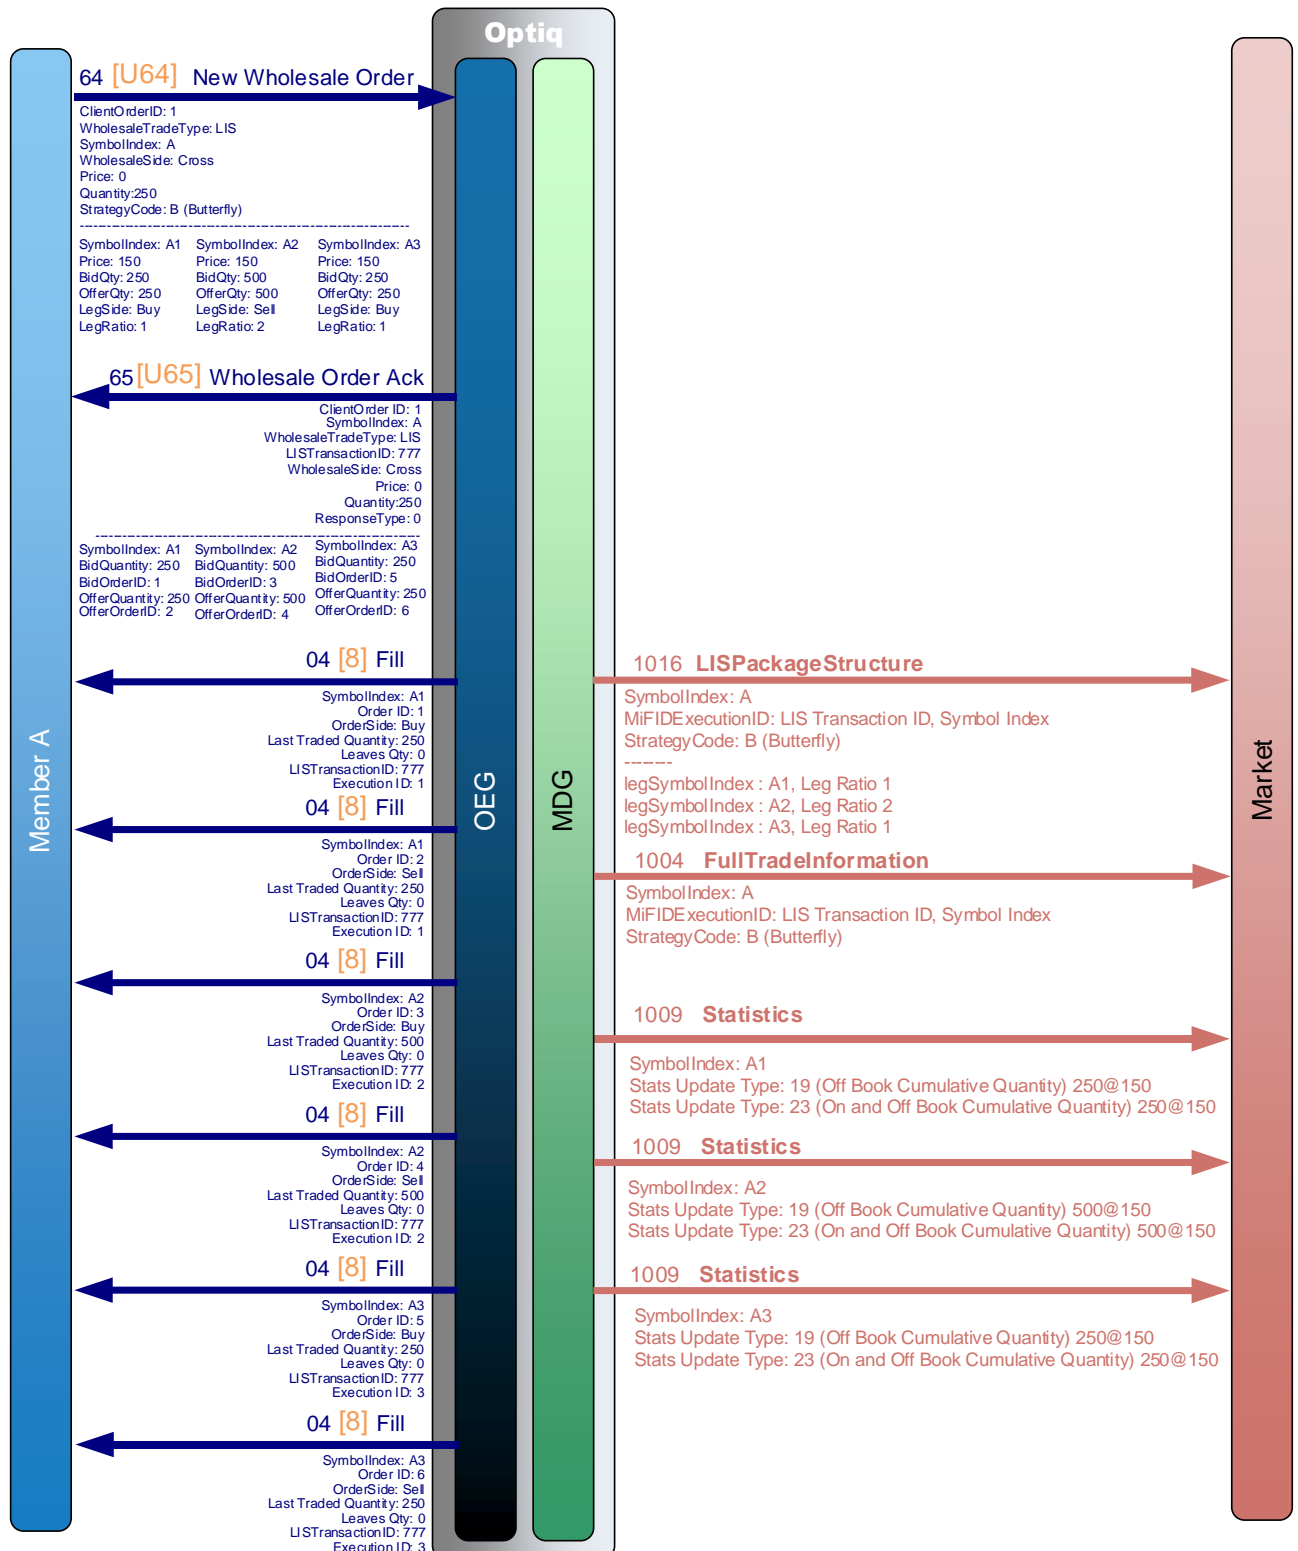 Optiq
64 [U64] New Wholesale Order
ClientOrderID: 1
WholesaleTradeType: LIS
SymbolIndex: A
WholesaleSide: Cross
Price: 0
Quantity:250
StrategyCode: B (Butterfly)
--------------------------------------------------------------------
SymbolIndex: A1 SymbolIndex: A2 SymbolIndex: A3
Price: 150 Price: 150 Price: 150
BidQty: 250 BidQty: 500 BidQty: 250
OfferQty: 250 OfferQty: 500 OfferQty: 250
LegSide: Buy LegSide: Sell LegSide: Buy
LegRatio: 1 LegRatio: 2 LegRatio: 1
65 [U65] Wholesale Order Ack
ClientOrder ID: 1
SymbolIndex: A
WholesaleTradeType: LIS
LISTransactionID: 777
WholesaleSide: Cross
Price: 0
Quantity:250
ResponseType: 0
--------------------------------------------------------------------
SymbolIndex: A1 SymbolIndex: A2 SymbolIndex: A3
BidQuantity: 250 BidQuantity: 500 BidQuantity: 250
BidOrderID: 1 BidOrderID: 3 BidOrderID: 5
OfferQuantity: 250 OfferQuantity: 500 OfferQuantity: 250
OfferOrderID: 2 OfferOrderID: 4 OfferOrderID: 6
04 [8] Fill
SymbolIndex: A1
Order ID: 1
OrderSide: Buy
Last Traded Quantity: 250
Leaves Qty: 0
LISTransactionID: 777
Execution ID: 1
04 [8] Fill
SymbolIndex: A1
Order ID: 2
OrderSide: Sell
Last Traded Quantity: 250
Leaves Qty: 0
LISTransactionID: 777
Execution ID: 1
04 [8] Fill
SymbolIndex: A2
Order ID: 3
OrderSide: Buy
Last Traded Quantity: 500
Leaves Qty: 0
LISTransactionID: 777
Execution ID: 2
04 [8] Fill
SymbolIndex: A2
Order ID: 4
OrderSide: Sell
Last Traded Quantity: 500
Leaves Qty: 0
LISTransactionID: 777
Execution ID: 2
04 [8] Fill
SymbolIndex: A3
Order ID: 5
OrderSide: Buy
Last Traded Quantity: 250
Leaves Qty: 0
LISTransactionID: 777
Execution ID: 3
04 [8] Fill
SymbolIndex: A3
Order ID: 6
OrderSide: Sell
Last Traded Quantity: 250
Leaves Qty: 0
LISTransactionID: 777
Execution ID: 3
Member A
OEG
MDG
Market
1016 LISPackageStructure
SymbolIndex: A
MiFIDExecutionID: LIS Transaction ID, Symbol Index
StrategyCode: B (Butterfly)
--------
legSymbolIndex : A1, Leg Ratio 1
legSymbolIndex : A2, Leg Ratio 2
legSymbolIndex : A3, Leg Ratio 1
1004 FullTradeInformation
SymbolIndex: A
MiFIDExecutionID: LIS Transaction ID, Symbol Index
StrategyCode: B (Butterfly)
1009 Statistics
SymbolIndex: A1
Stats Update Type: 19 (Off Book Cumulative Quantity) 250@150
Stats Update Type: 23 (On and Off Book Cumulative Quantity) 250@150
1009 Statistics
SymbolIndex: A2
Stats Update Type: 19 (Off Book Cumulative Quantity) 500@150
Stats Update Type: 23 (On and Off Book Cumulative Quantity) 500@150
1009 Statistics
SymbolIndex: A3
Stats Update Type: 19 (Off Book Cumulative Quantity) 250@150
Stats Update Type: 23 (On and Off Book Cumulative Quantity) 250@150